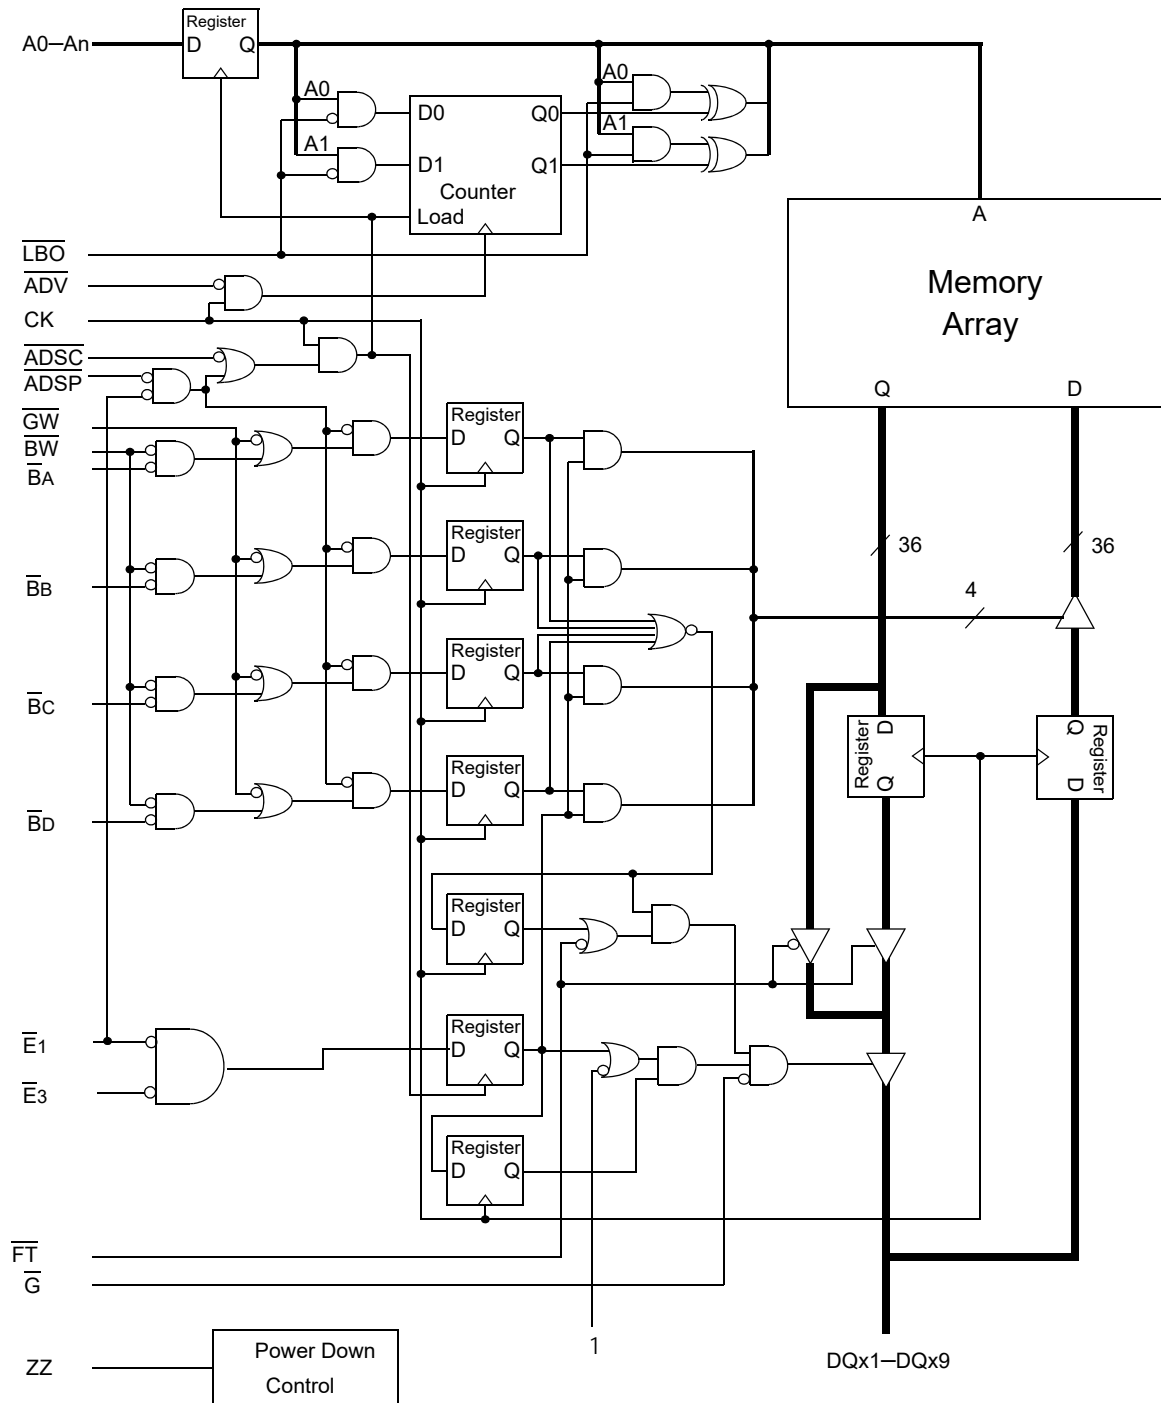 Register
A0–An
D Q
A0
A0
D0 Q0
A1
A1
D1 Q1
Counter
Load
A
LBO
ADV
Memory
CK
Array
ADSC
ADSP
Q D
GW
Register
BW
D Q
BA
Register
D Q
36 36
BB
4
Register
D Q
BC
D Q
Register Register
Q D
Register
D Q
BD
Register
D Q
Register
E1
D Q
E3
Register
D Q
FT
G
1
Power Down
DQx1–DQx9
ZZ
Control